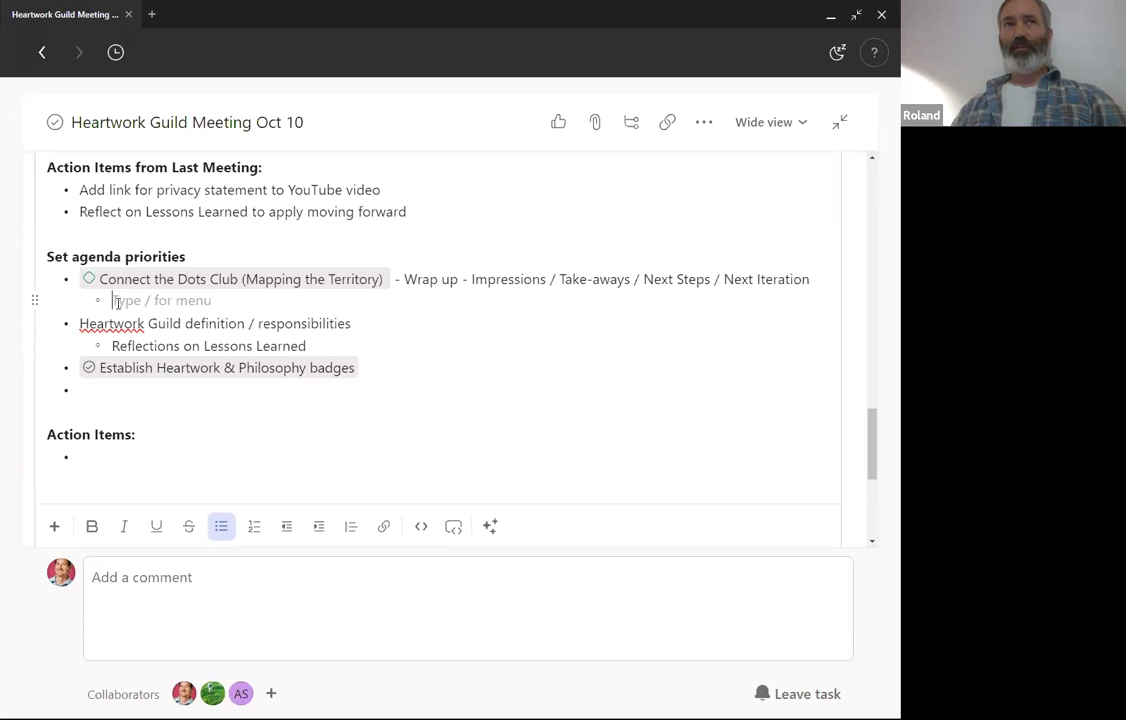 Heartwork Guild Meeting ...
Roland
Heartwork Guild Meeting Oct 10
Wide view
Action Items from Last Meeting:
Add link for privacy statement to YouTube video
Reflect on Lessons Learned to apply moving forward
Set agenda priorities
Connect the Dots Club (Mapping the Territory) - Wrap up - Impressions / Take-aways / Next Steps / Next Iteration
Type / for menu
Heartwork Guild definition / responsibilities
Reflections on Lessons Learned
Establish Heartwork & Philosophy badges
Action Items:
Add a comment
Collaborators
AS
Leave task